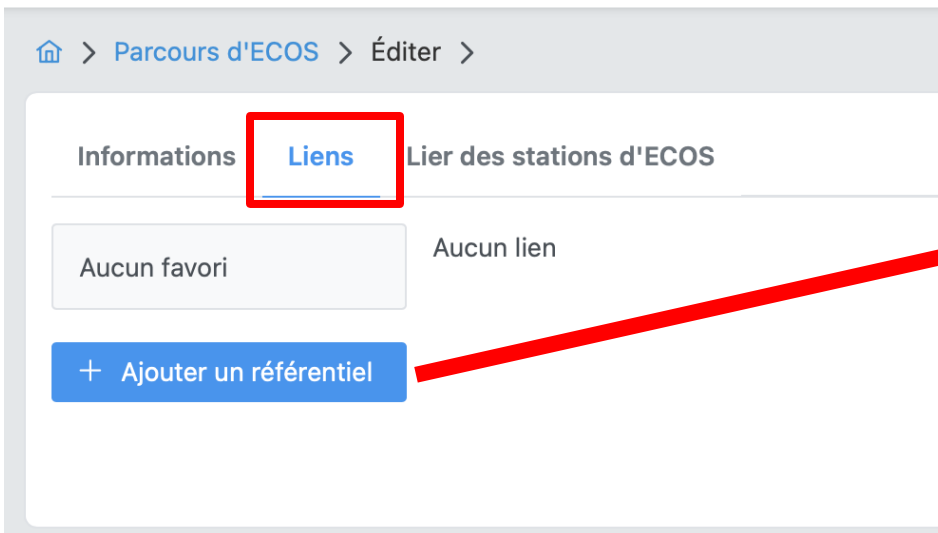 Parcours d'ECOS > Éditer >
Informations Liens Lier des stations d'ECOS
Aucun favori
Aucun lien
+ Ajouter un référentiel